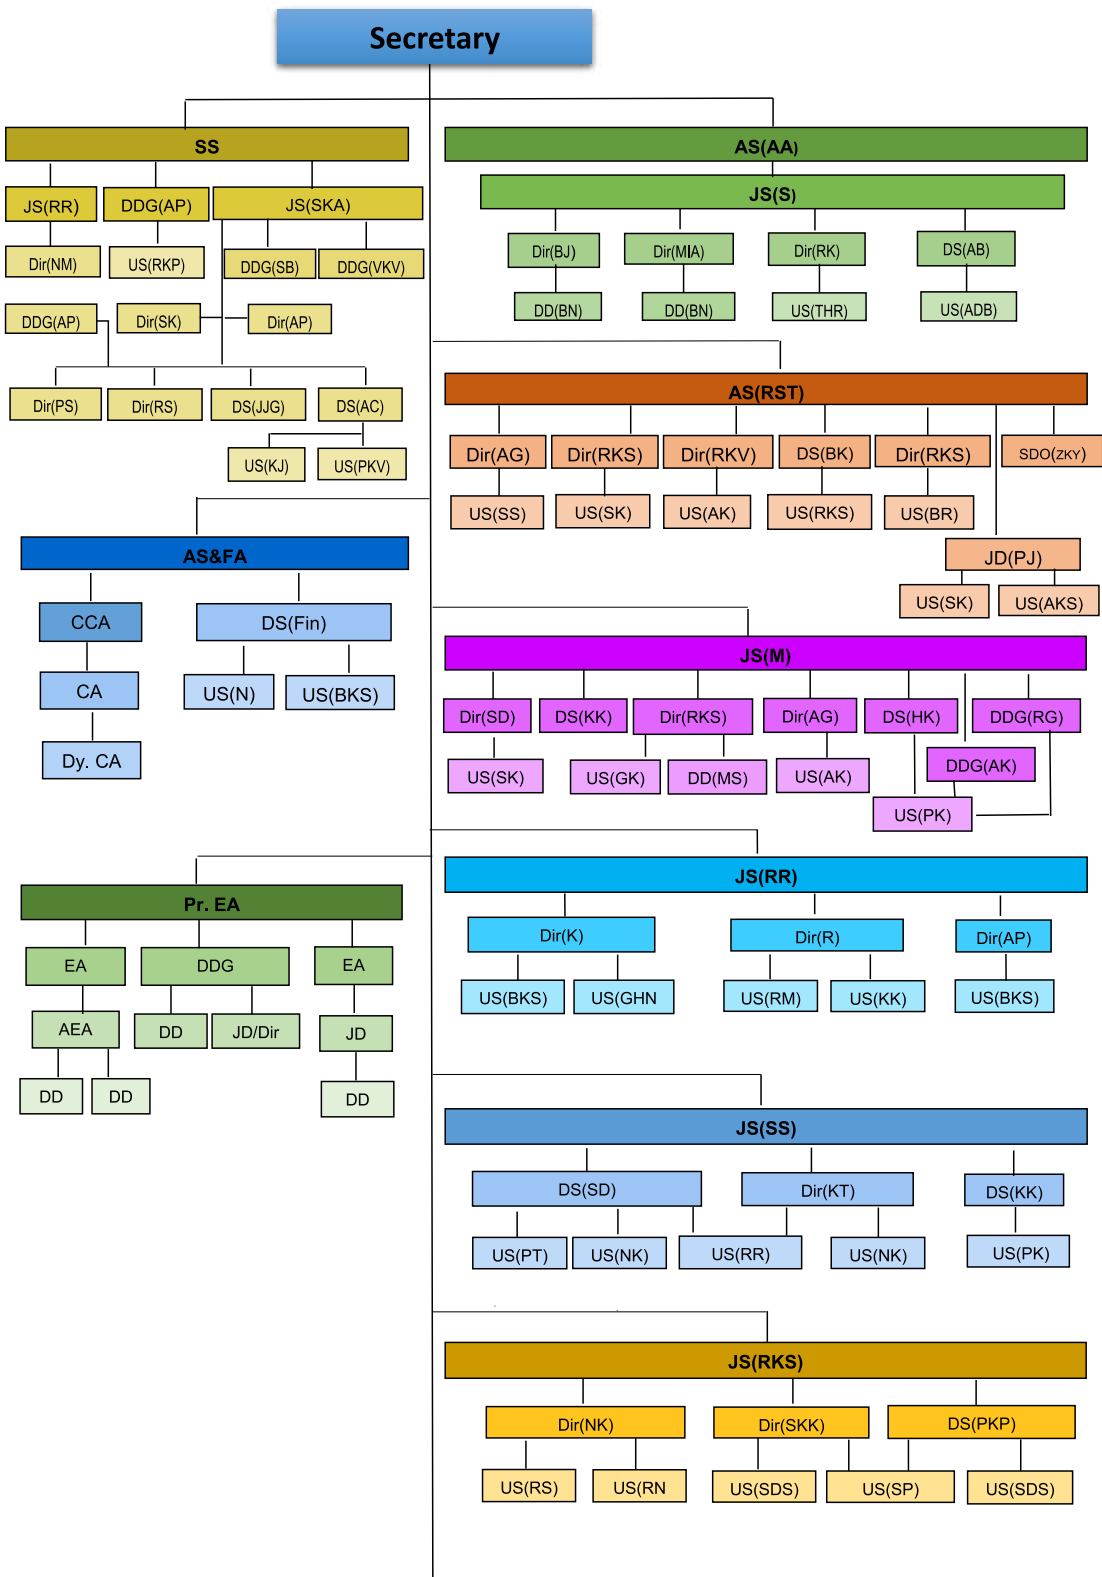 Secretary
SS
JS(RR)
DDG(AP)
JS(SKA)
Dir(NM)
US(RKP)
DDG(SB)
DDG(VKV)
DDG(AP)
Dir(SK)
Dir(AP)
Dir(PS)
Dir(RS)
DS(JJG)
DS(AC)
US(KJ)
US(PKV)
AS(AA)
JS(S)
Dir(BJ)
Dir(MIA)
Dir(RK)
DS(AB)
DD(BN)
DD(BN)
US(THR)
US(ADB)
AS(RST)
Dir(AG)
Dir(RKS)
Dir(RKV)
DS(BK)
Dir(RKS)
SDO(ZKY)
US(SS)
US(SK)
US(AK)
US(RKS)
US(BR)
JD(PJ)
US(SK)
US(AKS)
AS&FA
CCA
DS(Fin)
CA
US(N)
US(BKS)
Dy. CA
JS(M)
Dir(SD)
DS(KK)
Dir(RKS)
Dir(AG)
DS(HK)
DDG(RG)
US(SK)
US(GK)
DD(MS)
US(AK)
DDG(AK)
US(PK)
Pr. EA
EA
DDG
EA
AEA
DD
JD/Dir
JD
DD
DD
DD
JS(RR)
Dir(K)
Dir(R)
Dir(AP)
US(BKS)
US(GHN
US(RM)
US(KK)
US(BKS)
JS(SS)
DS(SD)
Dir(KT)
DS(KK)
US(PT)
US(NK)
US(RR)
US(NK)
US(PK)
JS(RKS)
Dir(NK)
Dir(SKK)
DS(PKP)
US(RS)
US(RN
US(SDS)
US(SP)
US(SDS)